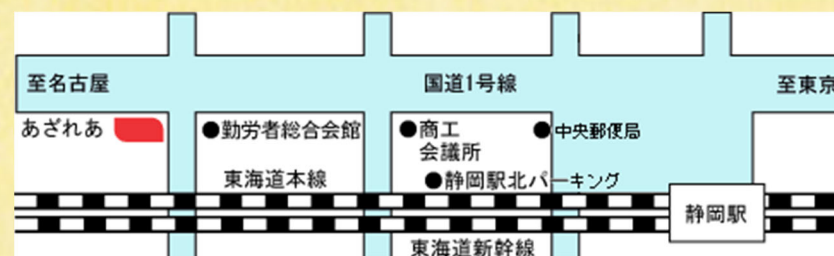 至名古屋
国道1号線
至東京
あざれあ
●勤労者総合会館
●商工
会議所
●中央郵便局
東海道本線
●静岡駅北パーキング
静岡駅
東海道新幹線